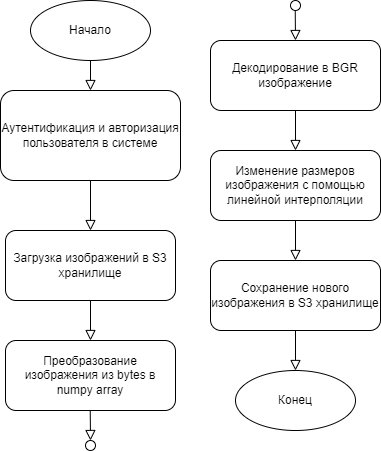 Начало
Аутентификация и авторизация
пользователя в системе
Загрузка изображений в S3
хранилище
Преобразование
изображения из bytes в
numpy array
Декодирование в BGR
изображение
Изменение размеров
изображения с помощью
линейной интерполяции
Сохранение нового
изображения в S3 хранилище
Конец